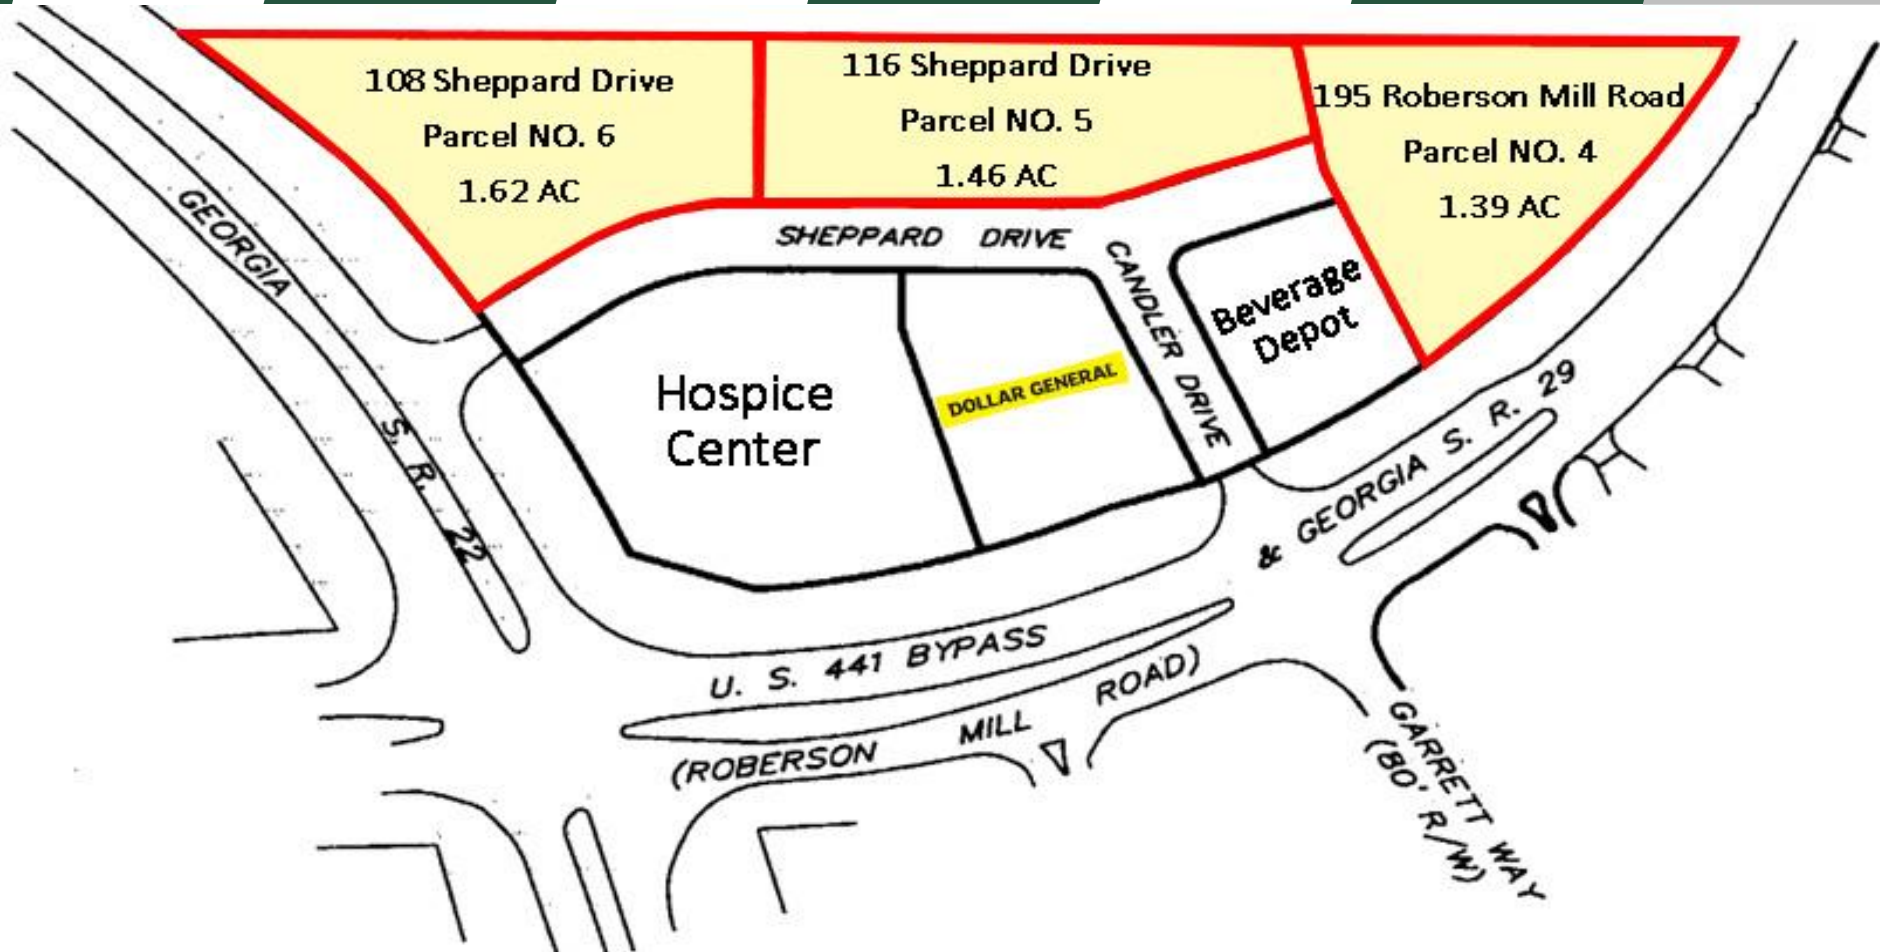 108 Sheppard Drive
Parcel NO. 6
1.62 AC
116 Sheppard Drive
Parcel NO. 5
1.46 AC
195 Roberson Mill Road
Parcel NO. 4
1.39 AC
GEORGIA
S. R. 22
SHEPPARD DRIVE
CANDLER DRIVE
Beverage
Depot
Hospice
Center
DOLLAR GENERAL
U. S. 441 BYPASS
& GEORGIA S. R. 29
(ROBERSON MILL ROAD)
GARRETT WAY
(80' R/W)